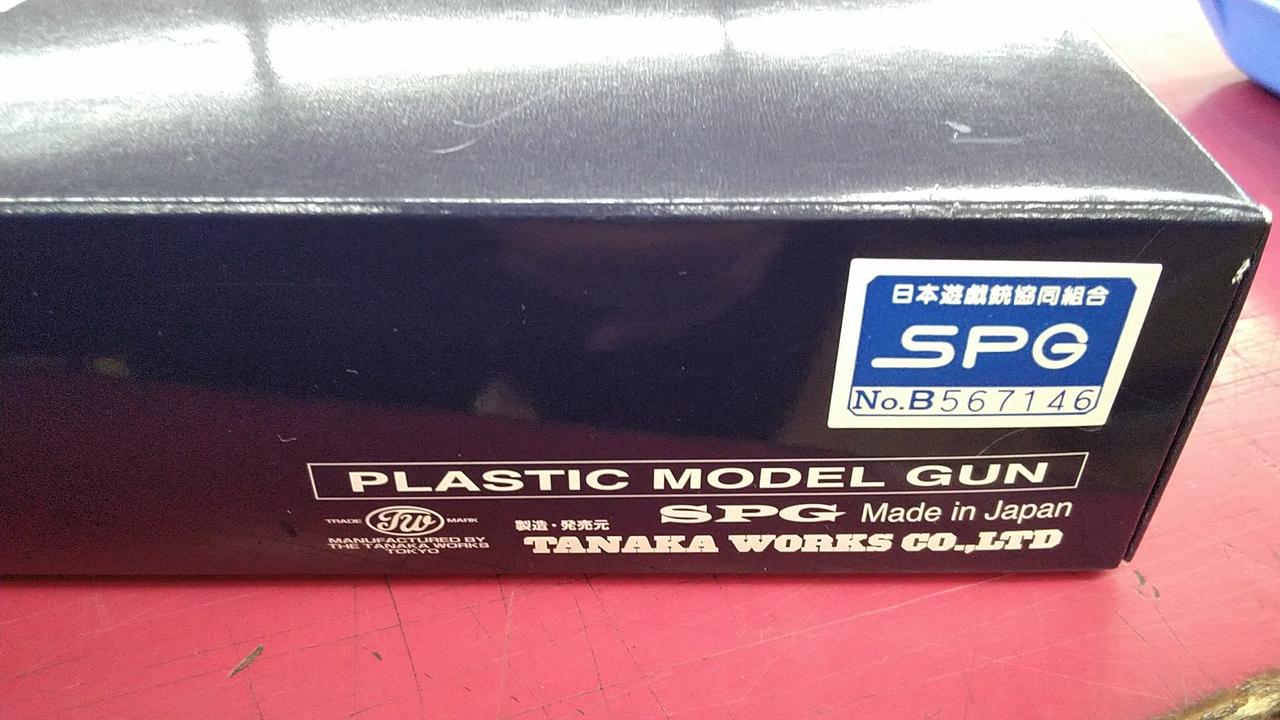 日本遊戯銃協同組合
SPG
No.B567146
PLASTIC MODEL GUN
TRADE TW MARK
MANUFACTURED BY
THE TANAKA WORKS
TOKYO
製造・発売元
SPG Made in Japan
TANAKA WORKS CO.,LTD